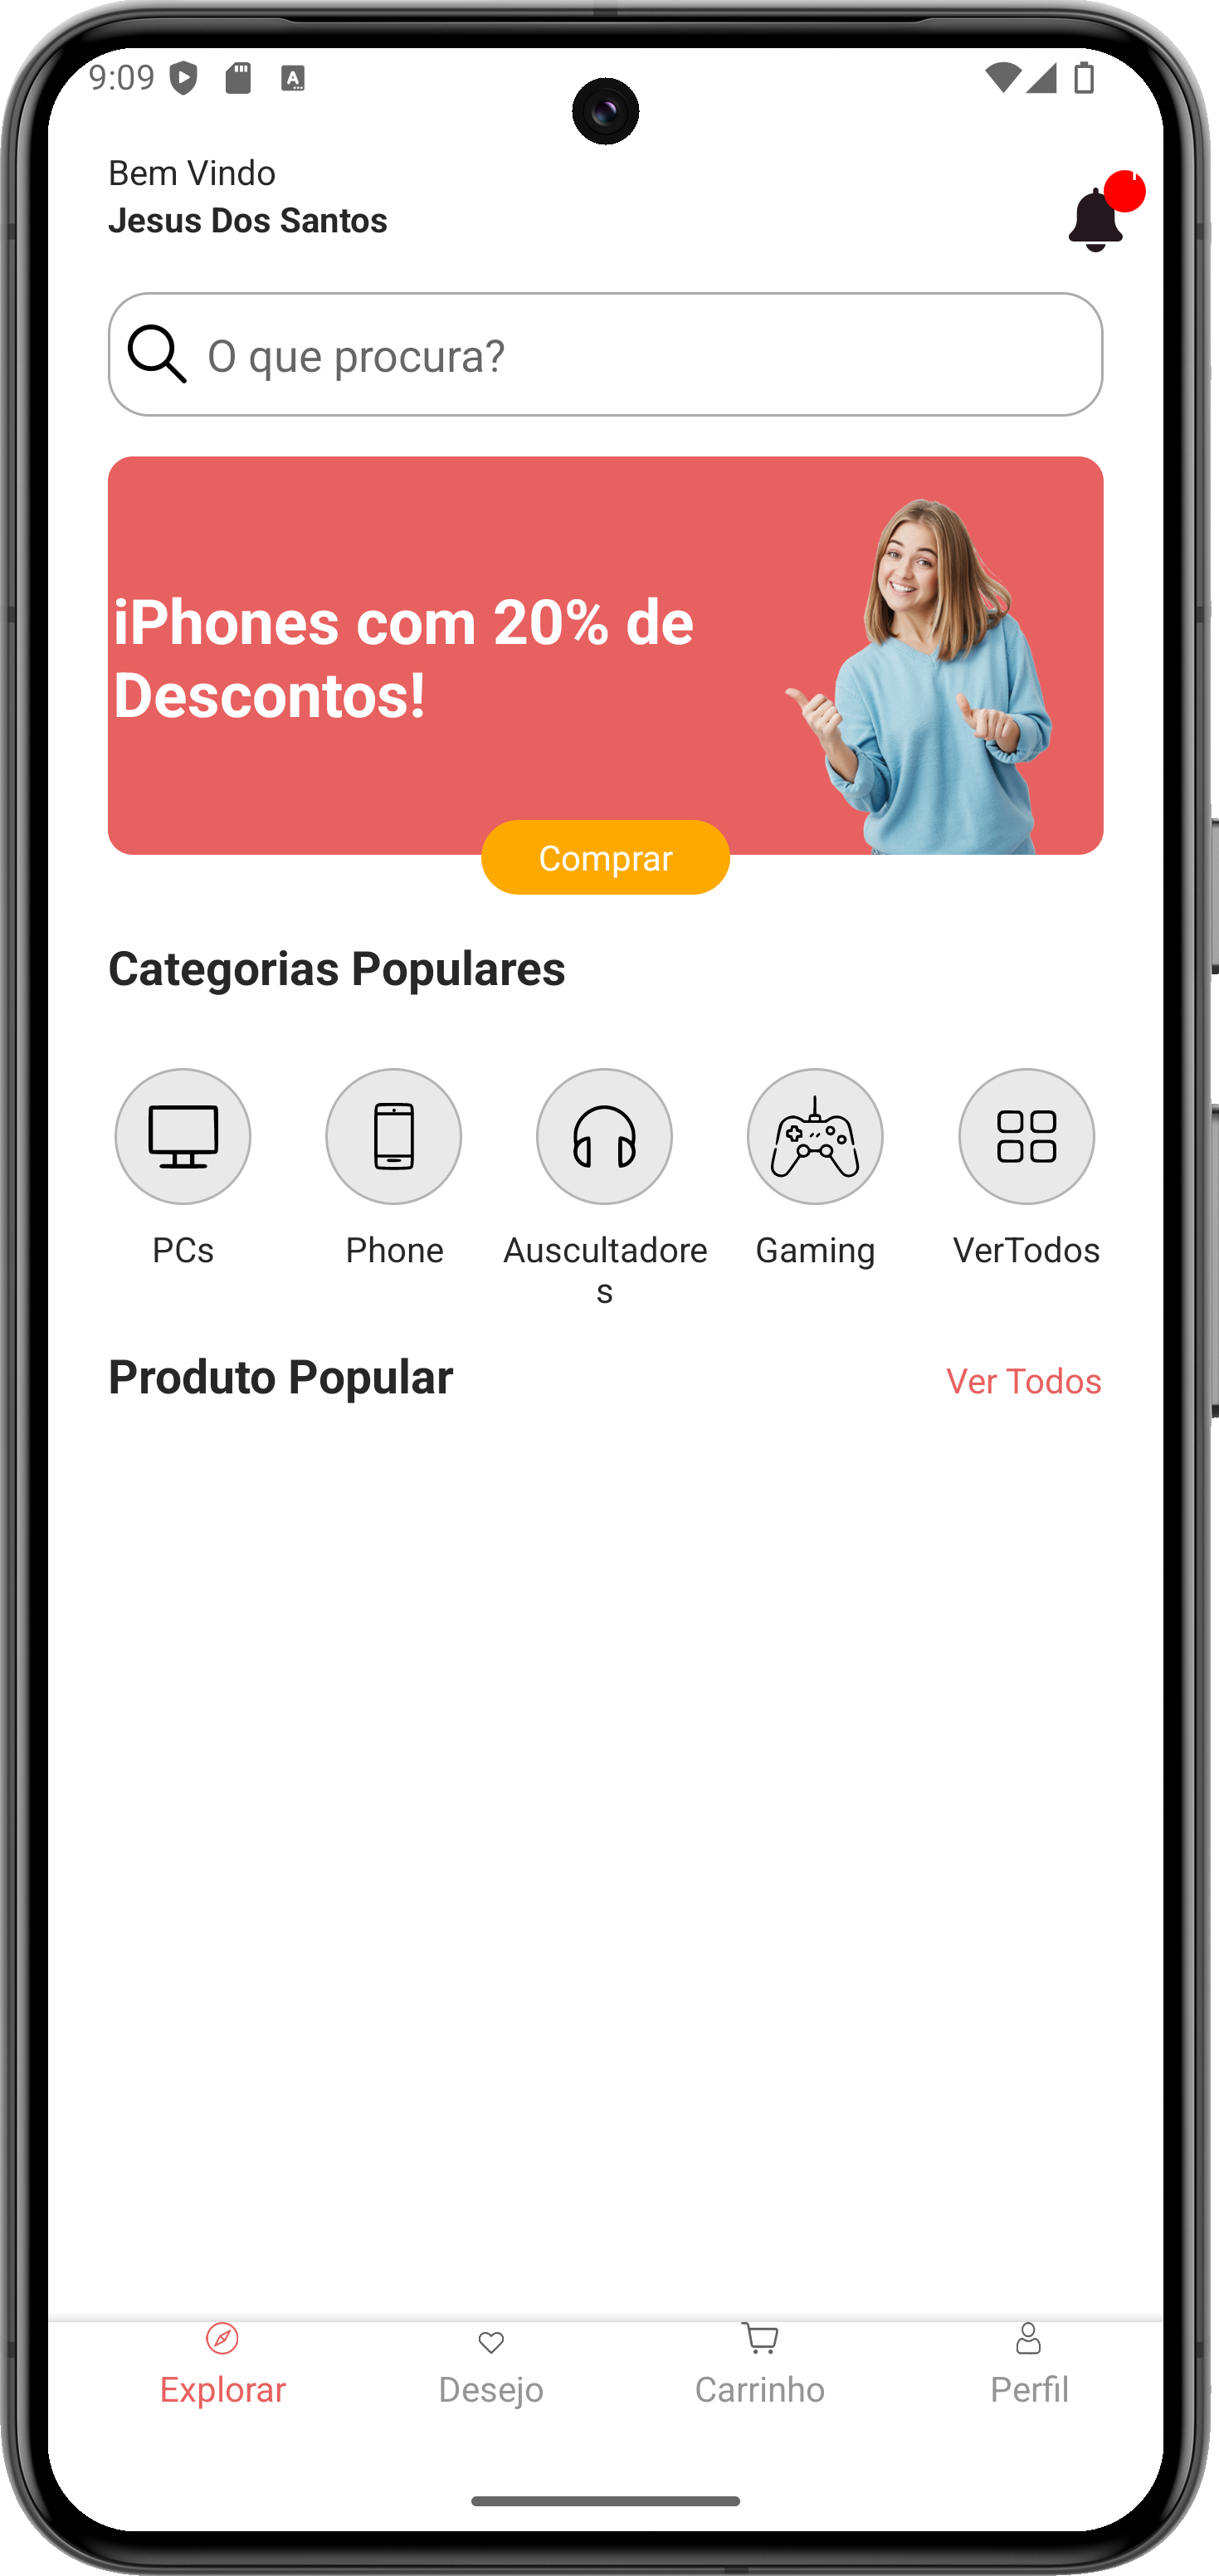 9:09
Bem Vindo
Jesus Dos Santos
O que procura?
iPhones com 20% de
Descontos!
Comprar
Categorias Populares
PCs
Phone
Auscultadore
s
Gaming
VerTodos
Produto Popular
Ver Todos
Explorar
Desejo
Carrinho
Perfil